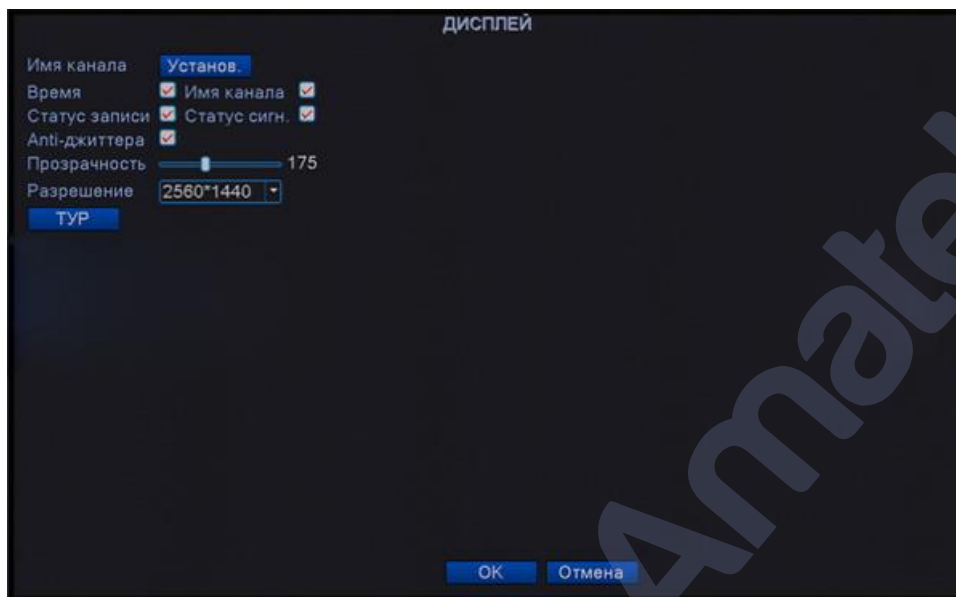 ДИСПЛЕЙ
Имя канала Установ.
Время Имя канала
Статус записи Статус сигн.
Anti-джиттера
Прозрачность 175
Разрешение 2560*1440
ТУР
ОК Отмена
Amate